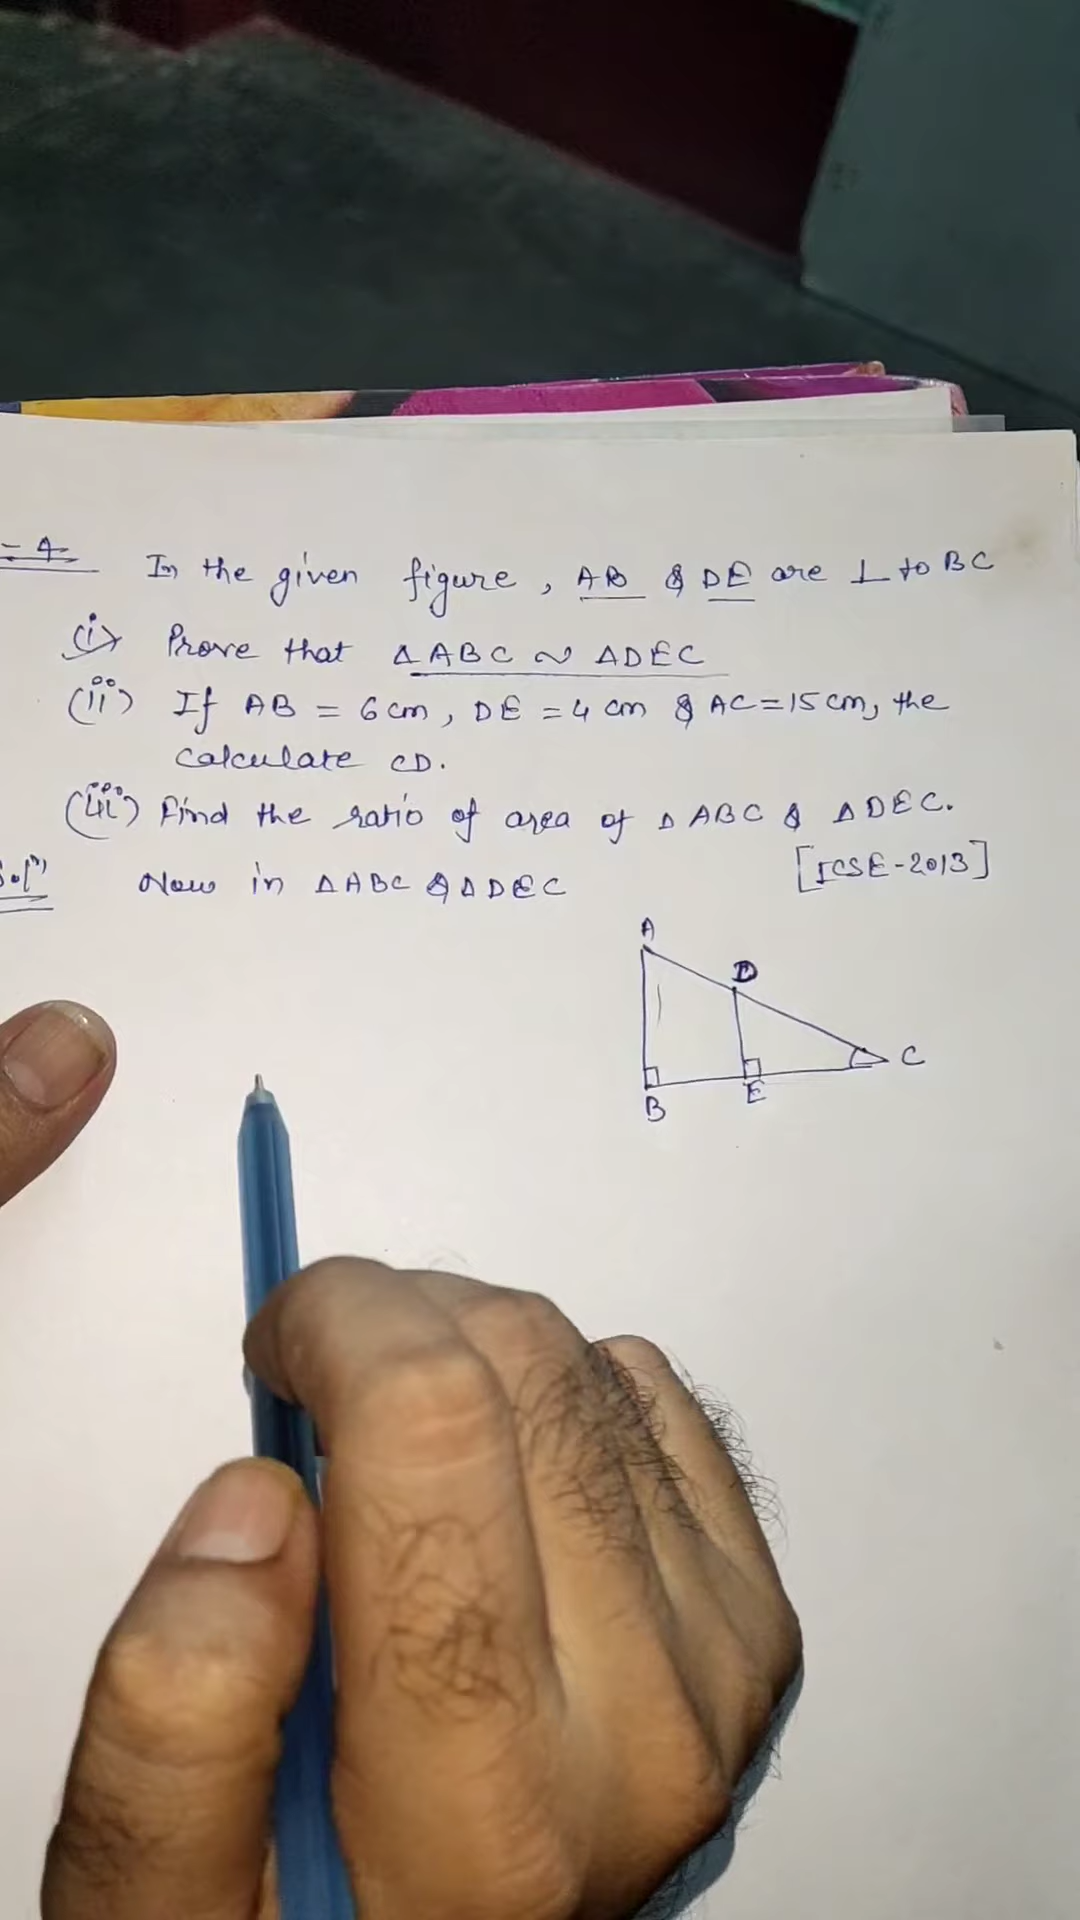 - 4
In the given figure, AB & DE are ⊥ to BC
(i) Prove that ΔABC ~ ΔDEC
(ii) If AB = 6cm, DE = 4 cm & AC = 15 cm, the
calculate CD.
(iii) Find the ratio of area of ΔABC & ΔDEC.
[ICSE-2013]
Solⁿ) Now in ΔABC & ΔDEC
A
D
C
B
E